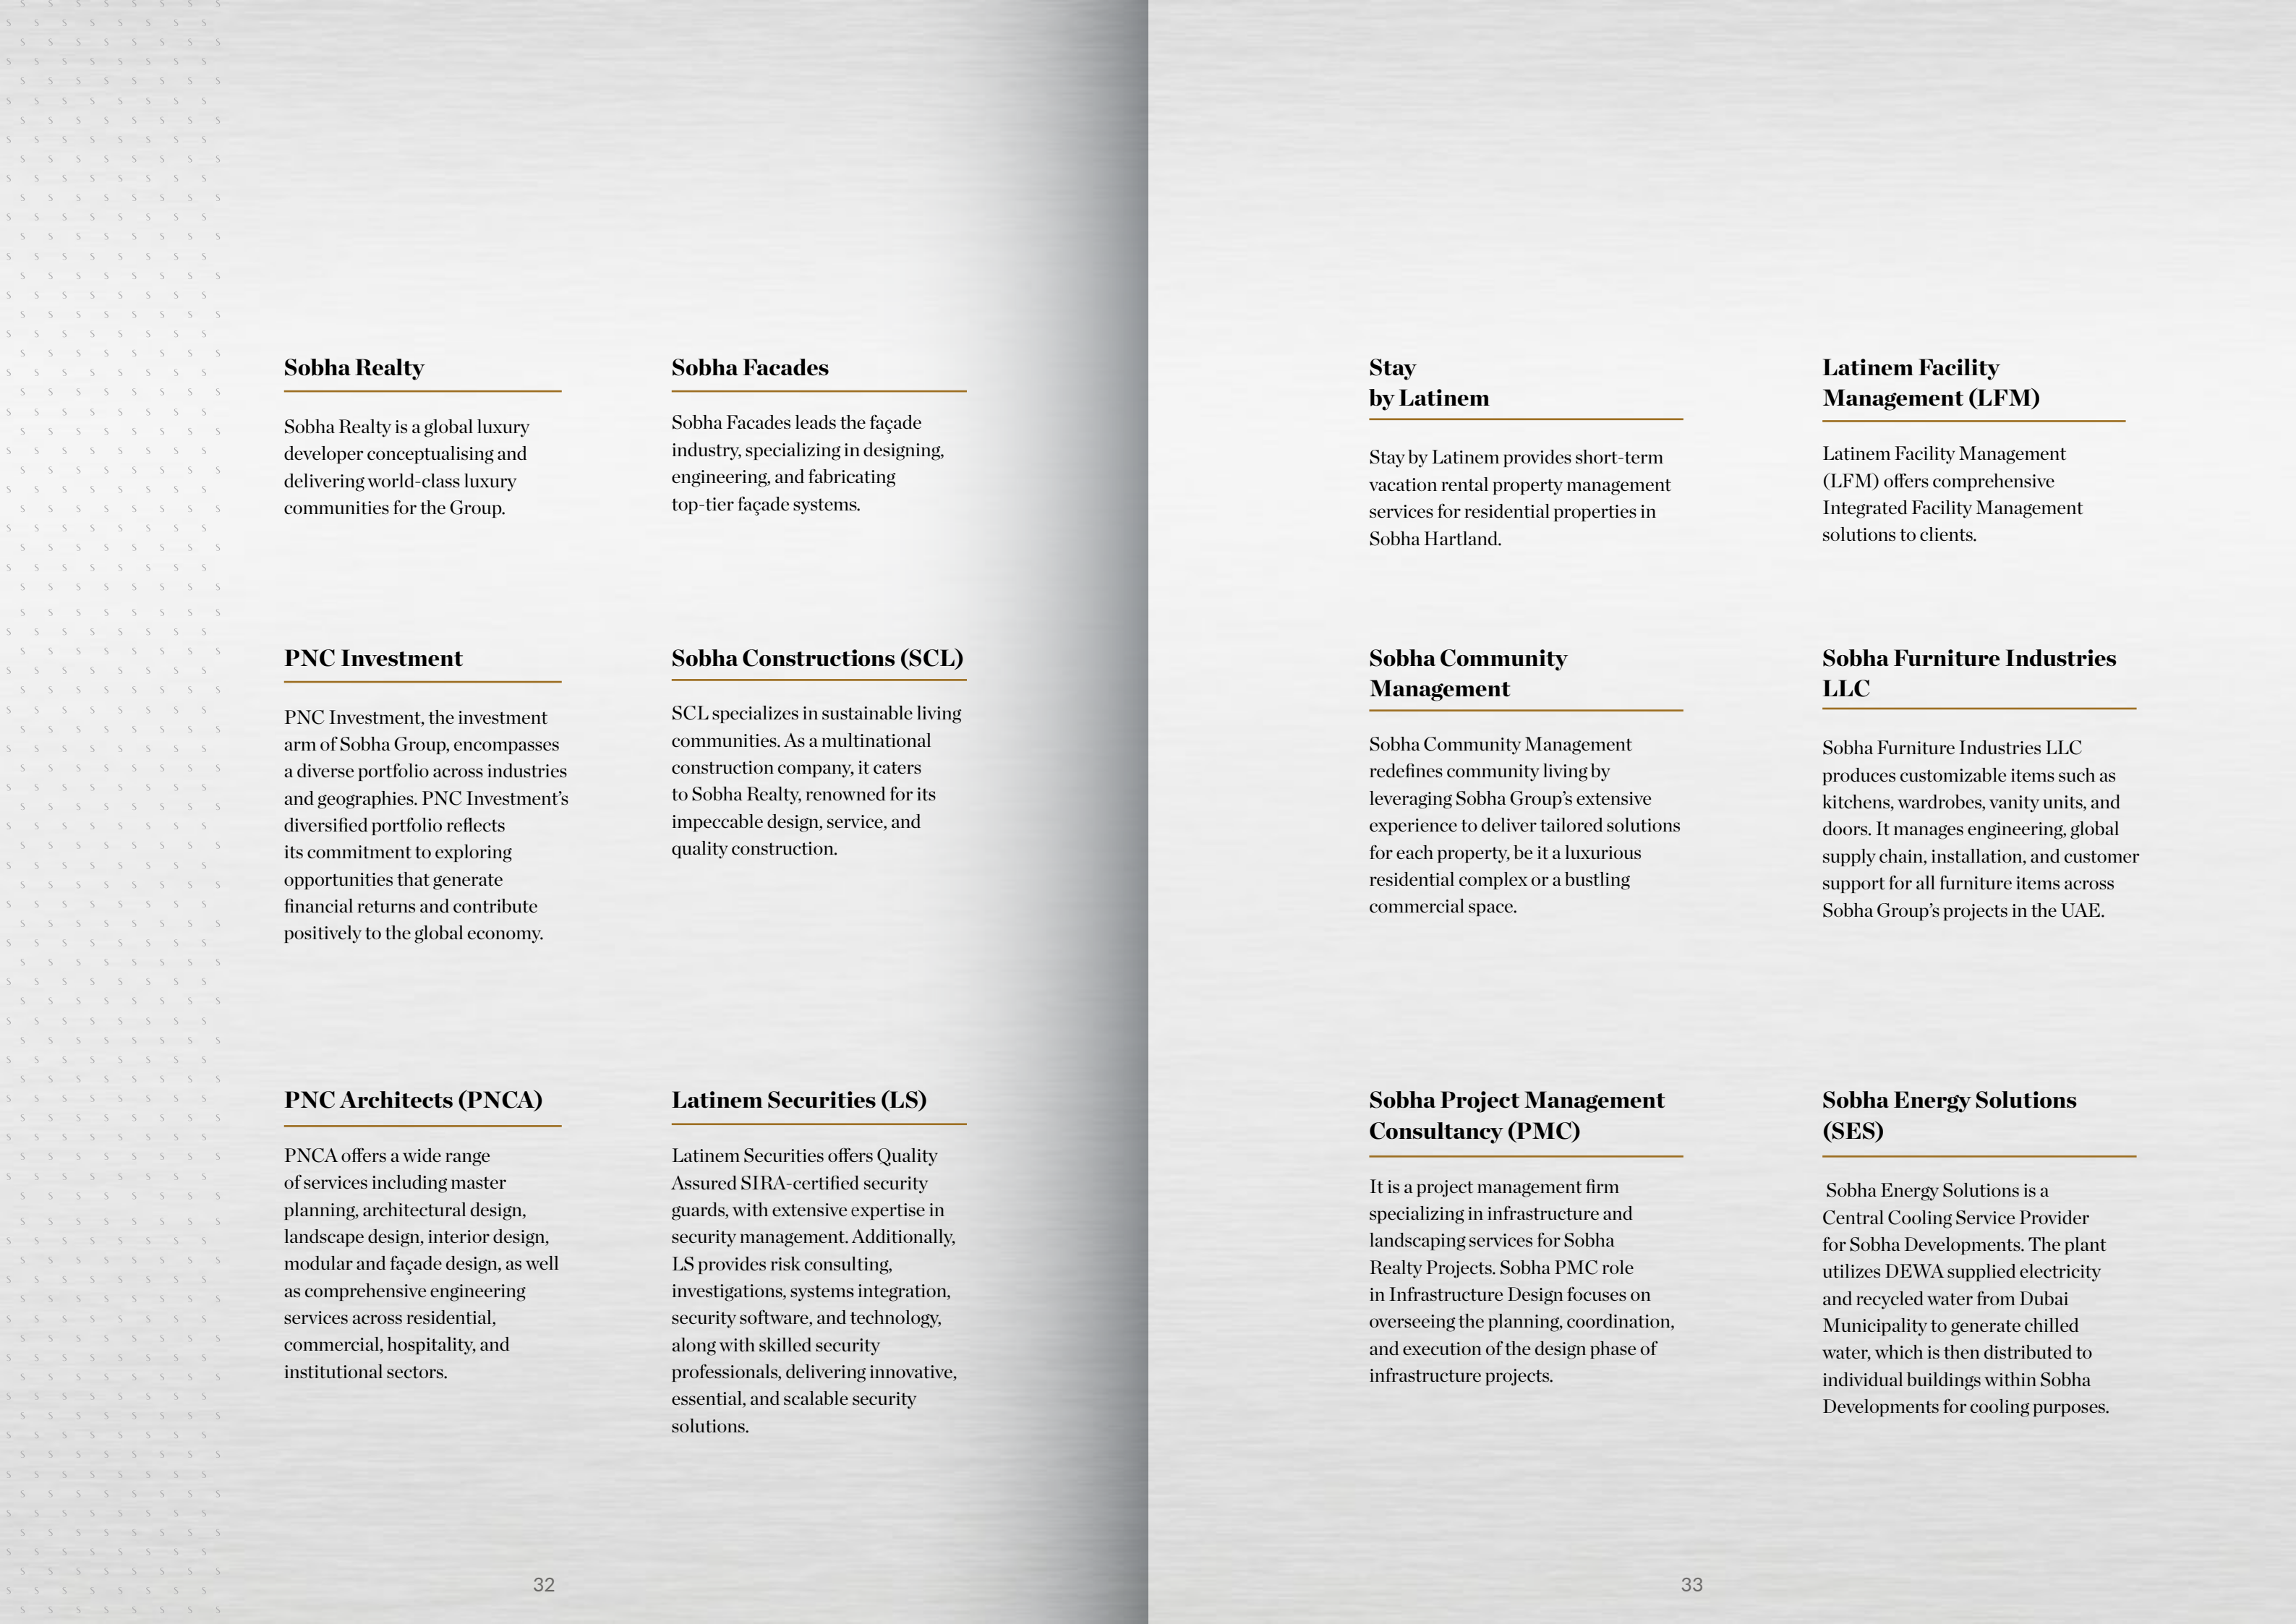 Sobha Realty
Sobha Realty is a global luxury
developer conceptualising and
delivering world-class luxury
communities for the Group.
Sobha Facades
Sobha Facades leads the façade
industry, specializing in designing,
engineering, and fabricating
top-tier façade systems.
PNC Investment
PNC Investment, the investment
arm of Sobha Group, encompasses
a diverse portfolio across industries
and geographies. PNC Investment’s
diversified portfolio reflects
its commitment to exploring
opportunities that generate
financial returns and contribute
positively to the global economy.
Sobha Constructions (SCL)
SCL specializes in sustainable living
communities. As a multinational
construction company, it caters
to Sobha Realty, renowned for its
impeccable design, service, and
quality construction.
PNC Architects (PNCA)
PNCA offers a wide range
of services including master
planning, architectural design,
landscape design, interior design,
modular and façade design, as well
as comprehensive engineering
services across residential,
commercial, hospitality, and
institutional sectors.
Latinem Securities (LS)
Latinem Securities offers Quality
Assured SIRA-certified security
guards, with extensive expertise in
security management. Additionally,
LS provides risk consulting,
investigations, systems integration,
security software, and technology,
along with skilled security
professionals, delivering innovative,
essential, and scalable security
solutions.
32
Stay
by Latinem
Stay by Latinem provides short-term
vacation rental property management
services for residential properties in
Sobha Hartland.
Latinem Facility
Management (LFM)
Latinem Facility Management
(LFM) offers comprehensive
Integrated Facility Management
solutions to clients.
Sobha Community
Management
Sobha Community Management
redefines community living by
leveraging Sobha Group’s extensive
experience to deliver tailored solutions
for each property, be it a luxurious
residential complex or a bustling
commercial space.
Sobha Furniture Industries
LLC
Sobha Furniture Industries LLC
produces customizable items such as
kitchens, wardrobes, vanity units, and
doors. It manages engineering, global
supply chain, installation, and customer
support for all furniture items across
Sobha Group’s projects in the UAE.
Sobha Project Management
Consultancy (PMC)
It is a project management firm
specializing in infrastructure and
landscaping services for Sobha
Realty Projects. Sobha PMC role
in Infrastructure Design focuses on
overseeing the planning, coordination,
and execution of the design phase of
infrastructure projects.
Sobha Energy Solutions
(SES)
Sobha Energy Solutions is a
Central Cooling Service Provider
for Sobha Developments. The plant
utilizes DEWA supplied electricity
and recycled water from Dubai
Municipality to generate chilled
water, which is then distributed to
individual buildings within Sobha
Developments for cooling purposes.
33